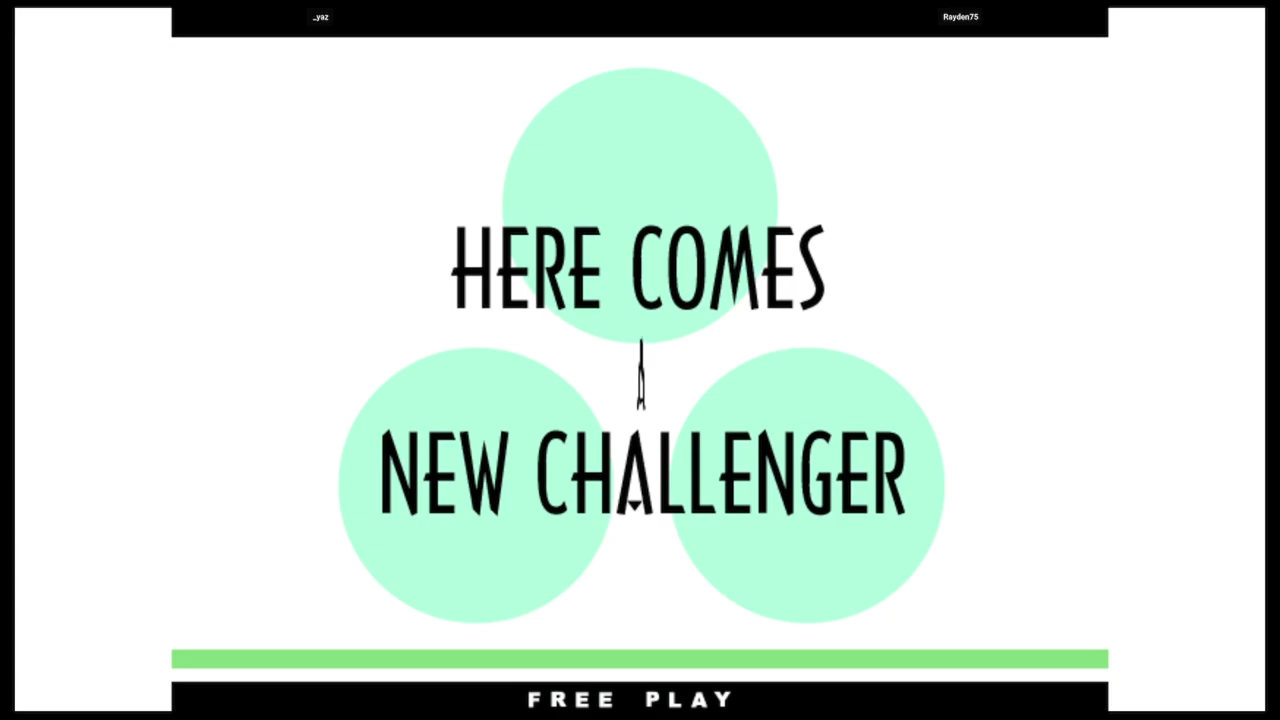 _yaz
Rayden75
HERE COMES
A
NEW CHALLENGER
FREE PLAY